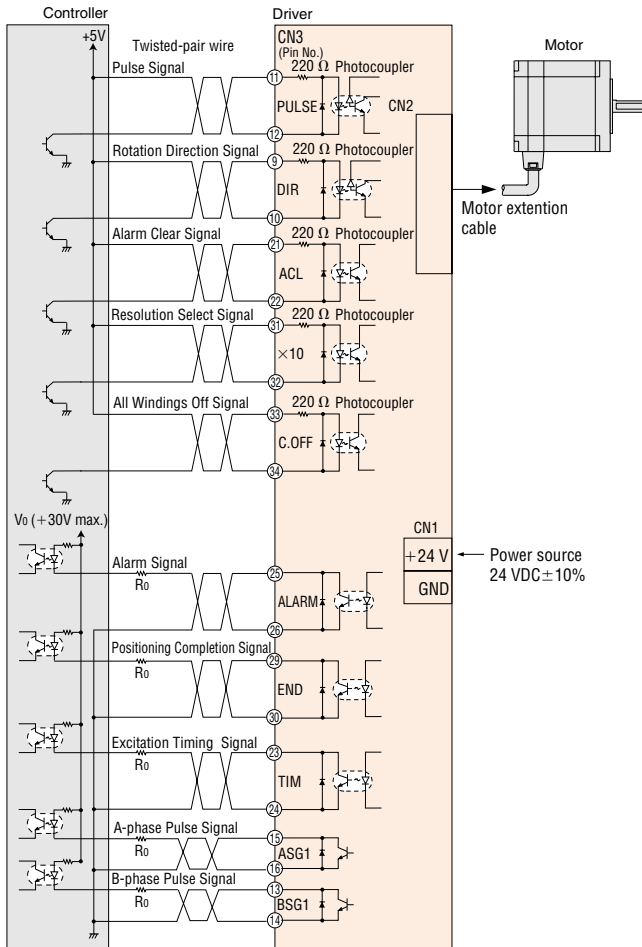 Controller
Driver
+5V
Twisted-pair wire
CN3
(Pin No.)
Motor
Pulse Signal
11
220 Ω Photocoupler
PULSE
CN2
12
Rotation Direction Signal
9
220 Ω Photocoupler
DIR
10
Motor extention
cable
Alarm Clear Signal
21
220 Ω Photocoupler
ACL
22
Resolution Select Signal
31
220 Ω Photocoupler
×10
32
All Windings Off Signal
33
220 Ω Photocoupler
C.OFF
34
V0 (+30V max.)
CN1
+24 V
Power source
24 VDC±10%
GND
Alarm Signal
R0
25
ALARM
26
Positioning Completion Signal
R0
29
END
30
Excitation Timing Signal
R0
23
TIM
24
A-phase Pulse Signal
R0
15
ASG1
16
B-phase Pulse Signal
R0
13
BSG1
14